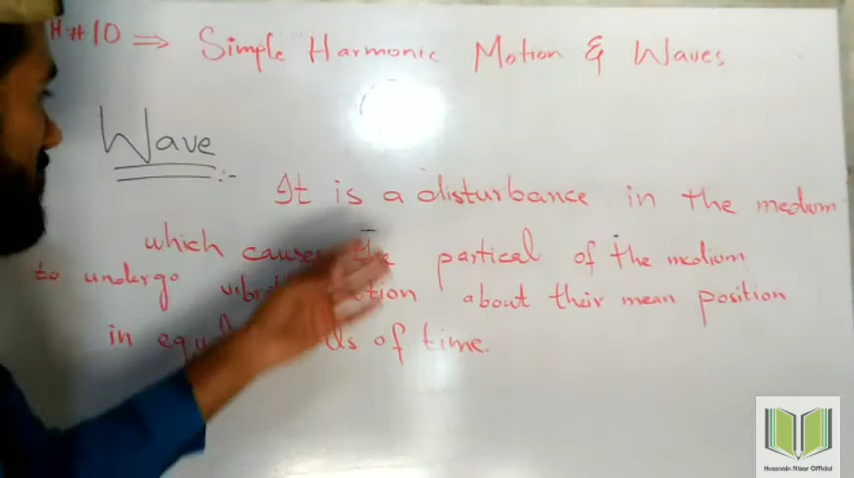 H#10 ⇒ Simple Harmonic Motion & Waves
Wave :-
It is a disturbance in the medium
which causes the partical of the medium
to undergo about their mean position
in of time.
Hussnain Nisar Official